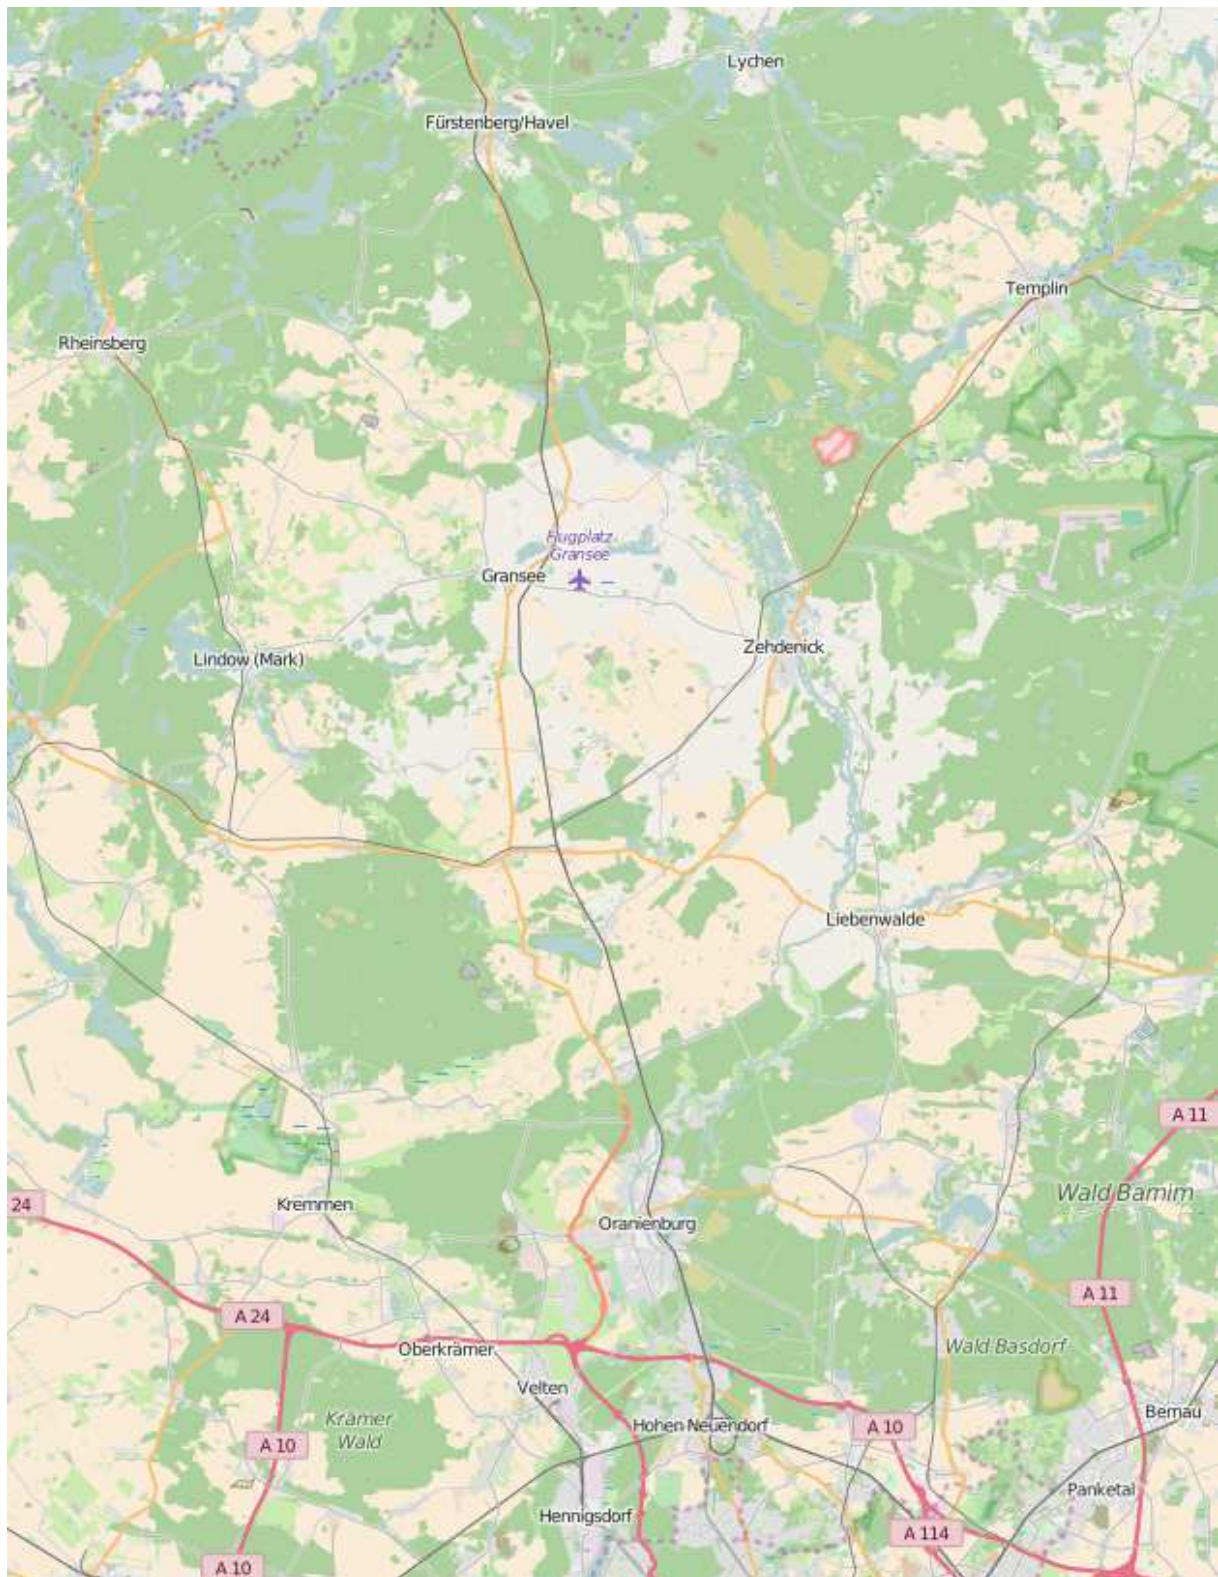 Lychen
Fürstenberg/Havel
Templin
Rheinsberg
Flugplatz
Gransee
Gransee
Zehdenick
Lindow (Mark)
Liebenwalde
A 11
Wald Barnim
24
Kremmen
Oranienburg
A 11
A 24
Oberkrämer
Wald Basdorf
Velten
Krämer
Wald
Hohen Neuendorf
Bernau
A 10
A 10
Panketal
Hennigsdorf
A 114
A 10